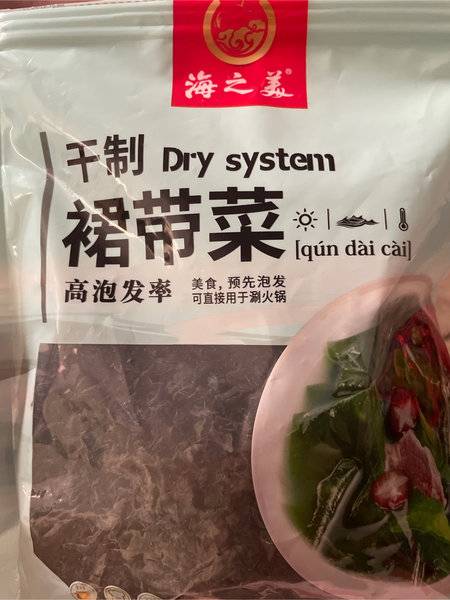 海之美®
干制 Dry system
裙带菜
[qún dài cài]
高泡发率
美食，预先泡发
可直接用于涮火锅